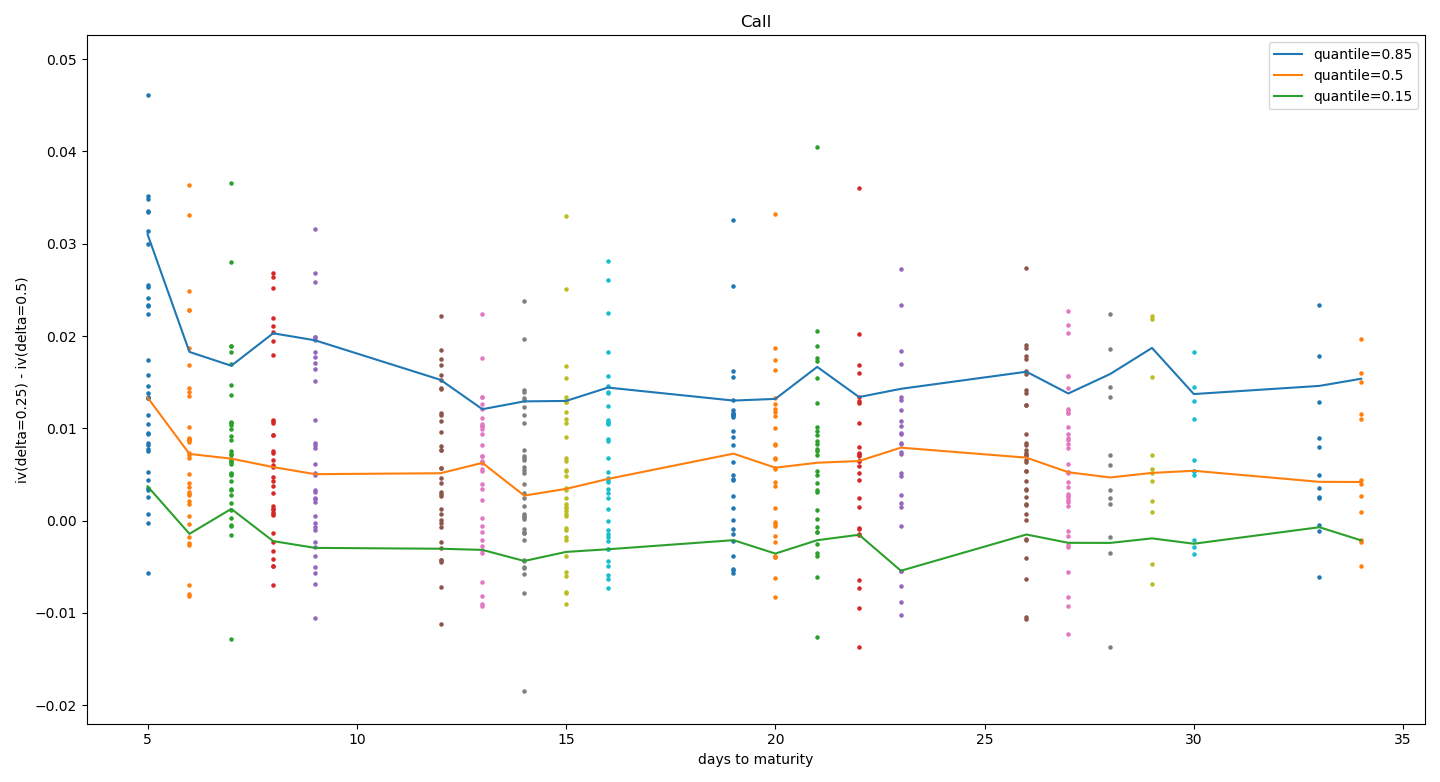 Call
quantile=0.85
quantile=0.5
quantile=0.15
iv(delta=0.25) - iv(delta=0.5)
0.05
0.04
0.03
0.02
0.01
0.00
−0.01
−0.02
5 10 15 20 25 30 35
days to maturity